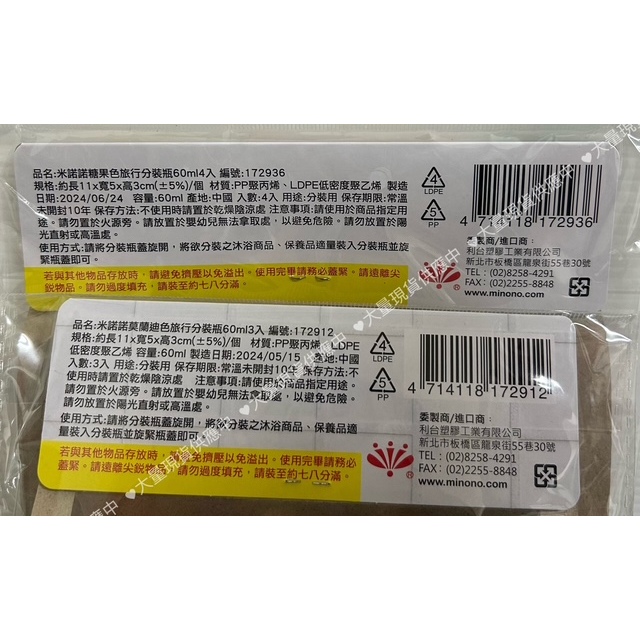 品名:米諾諾糖果色旅行分裝瓶60ml4入 編號:172936
規格:約長11x寬5x高3cm(±5%)/個 材質:PP聚丙烯、LDPE低密度聚乙烯 製造
日期:2024/06/24 容量:60ml 產地:中國 入數:4入 用途:分裝用 保存期限:常溫
未開封10年 保存方法:不使用時請置於乾燥陰涼處 注意事項:請依商品指定用
途。請勿置於火源旁。請放置於嬰幼兒無法拿取處，以避免危險。請勿放置於陽
光直射或高溫處。
使用方式:請將分裝瓶蓋旋開，將欲分裝之沐浴商品、保養品適量裝入分裝瓶並旋
緊瓶蓋即可。
若與其他物品存放時，請避免擠壓以免溢出。使用完畢請務必蓋緊。請遠離尖
銳物品。請勿過度填充，請裝至約七八分滿。
4
LDPE
5
PP
4 714118 172936
委製商/進口商：
利台塑膠工業有限公司
新北市板橋區龍泉街55巷30號
TEL：(02)8258-4291
FAX：(02)2255-8848
www.minono.com
品名:米諾諾莫蘭迪色旅行分裝瓶60ml3入 編號:172912
規格:約長11x寬5x高3cm(±5%)/個 材質:PP聚丙烯、LDPE
低密度聚乙烯 容量:60ml 製造日期:2024/05/15 產地:中國
入數:3入 用途:分裝用 保存期限:常溫未開封10年 保存方法:不
使用時請置於乾燥陰涼處 注意事項:請依商品指定用途。
請勿置於火源旁。請放置於嬰幼兒無法拿取處，以避免危險。
請勿放置於陽光直射或高溫處。
使用方式:請將分裝瓶蓋旋開，將欲分裝之沐浴商品、保養品適
量裝入分裝瓶並旋緊瓶蓋即可。
若與其他物品存放時，請避免擠壓以免溢出。使用完畢請務必
蓋緊。請遠離尖銳物品。請勿過度填充，請裝至約七八分滿。
4
LDPE
5
PP
4 714118 172912
委製商/進口商：
利台塑膠工業有限公司
新北市板橋區龍泉街55巷30號
TEL：(02)8258-4291
FAX：(02)2255-8848
www.minono.com
大量現貨供應中